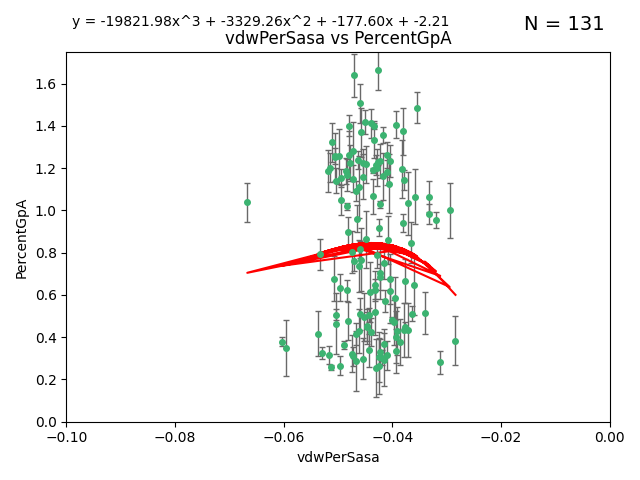 y = -19821.98x^3 + -3329.26x^2 + -177.60x + -2.21
N = 131
vdwPerSasa vs PercentGpA
PercentGpA
1.6
1.4
1.2
1.0
0.8
0.6
0.4
0.2
0.0
−0.10 −0.08 −0.06 −0.04 −0.02 0.00
vdwPerSasa